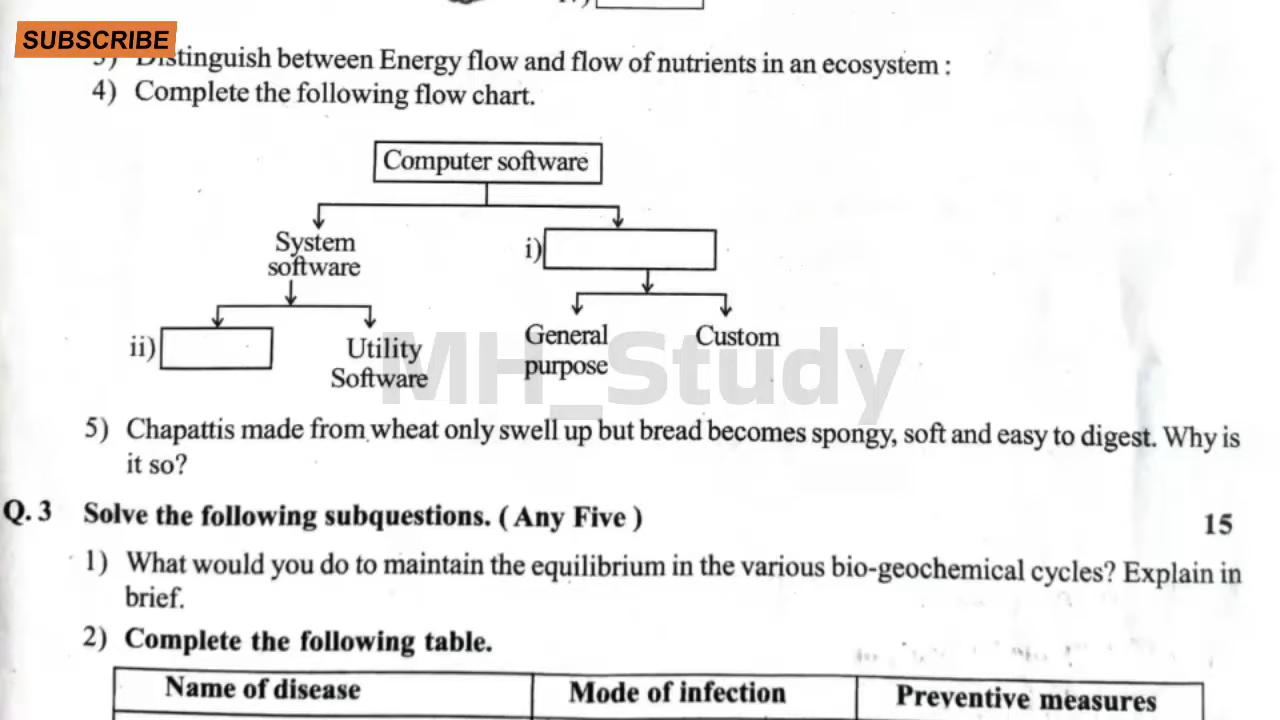 SUBSCRIBE
3) Distinguish between Energy flow and flow of nutrients in an ecosystem :
4) Complete the following flow chart.
Computer software
System
software
i)
ii)
Utility
Software
General
purpose
Custom
MH_Study
5) Chapattis made from wheat only swell up but bread becomes spongy, soft and easy to digest. Why is
it so?
Q. 3 Solve the following subquestions. ( Any Five ) 15
1) What would you do to maintain the equilibrium in the various bio-geochemical cycles? Explain in
brief.
2) Complete the following table.
Name of disease Mode of infection Preventive measures